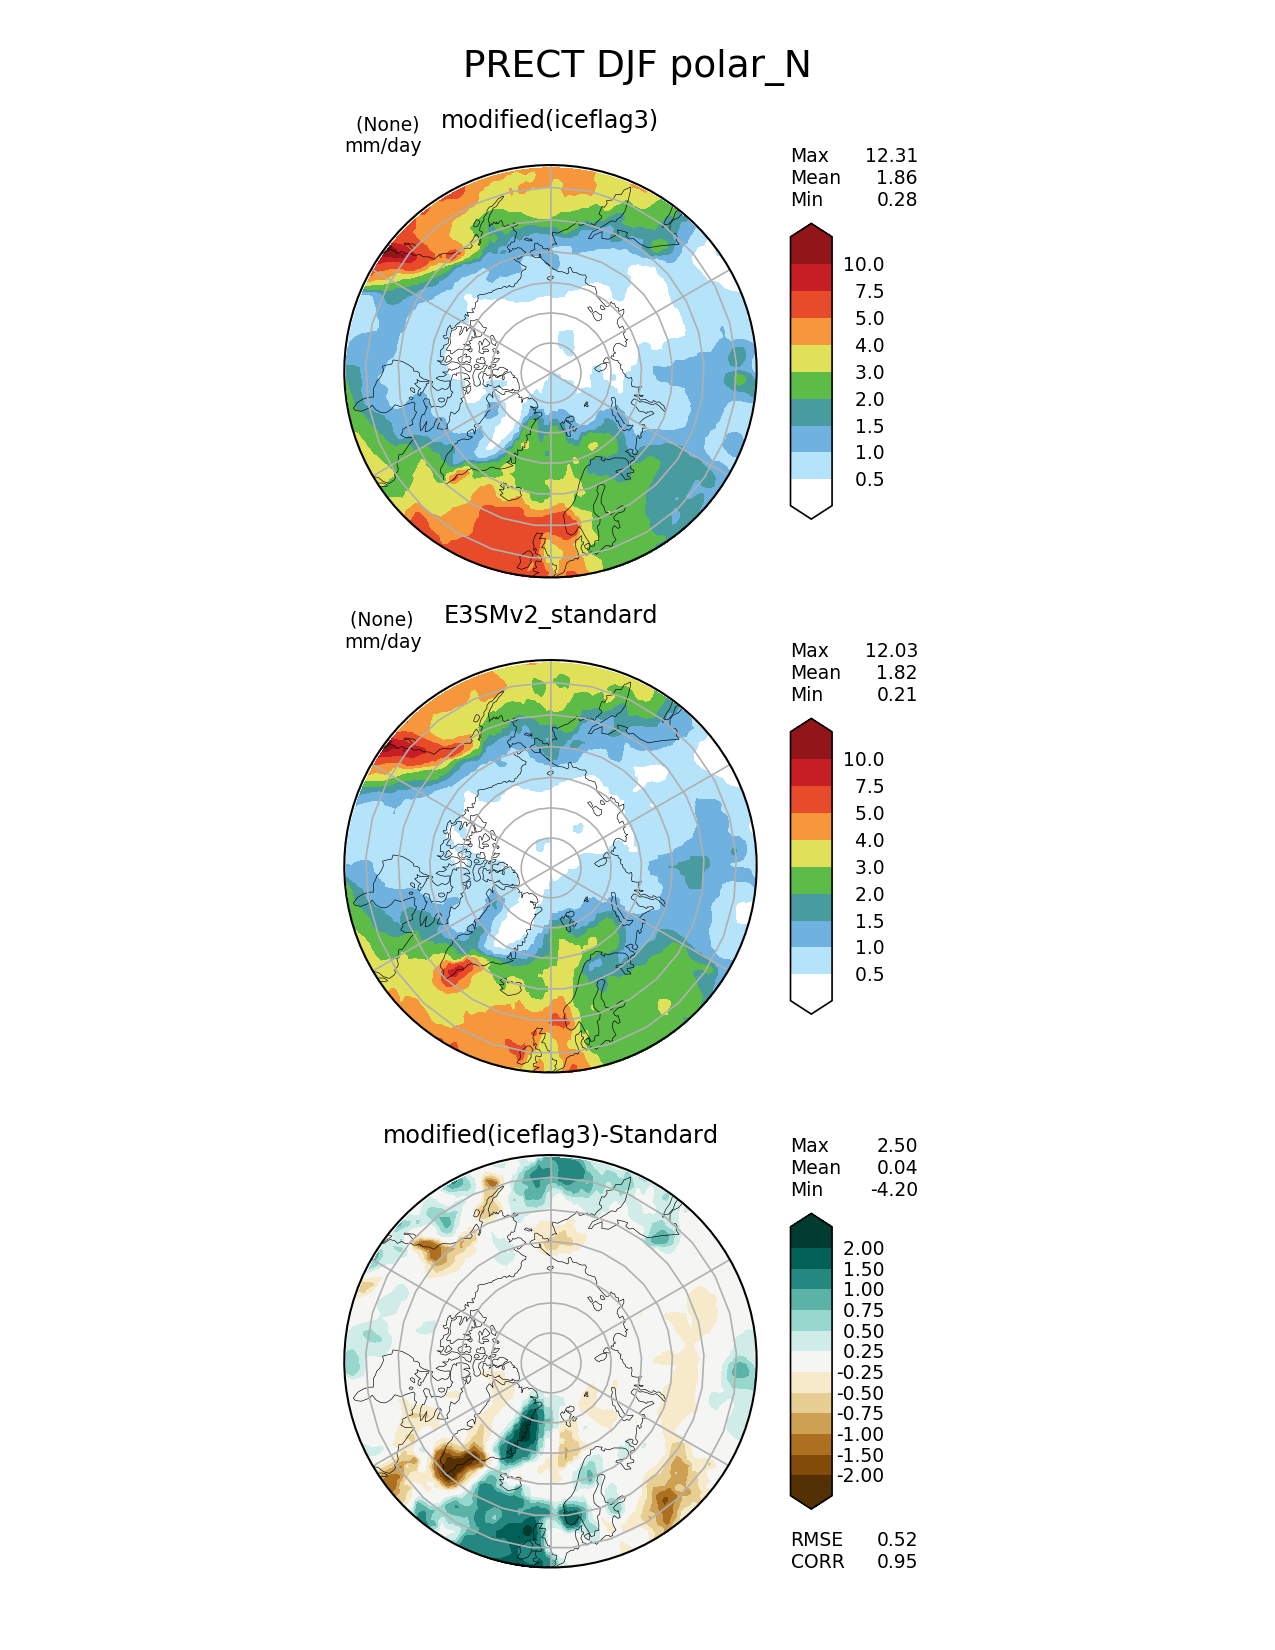 PRECT DJF polar_N
(None) modified(iceflag3)
mm/day
Max 12.31
Mean 1.86
Min 0.28
10.0
7.5
5.0
4.0
3.0
2.0
1.5
1.0
0.5
(None) E3SMv2_standard
mm/day
Max 12.03
Mean 1.82
Min 0.21
10.0
7.5
5.0
4.0
3.0
2.0
1.5
1.0
0.5
modified(iceflag3)-Standard
Max 2.50
Mean 0.04
Min -4.20
2.00
1.50
1.00
0.75
0.50
0.25
-0.25
-0.50
-0.75
-1.00
-1.50
-2.00
RMSE 0.52
CORR 0.95